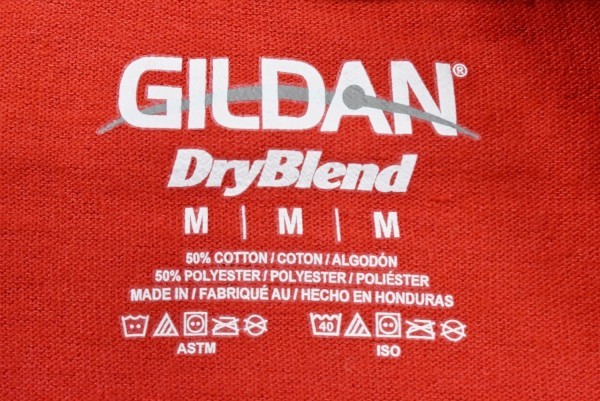 GILDAN®
DryBlend
M | M | M
50% COTTON / COTON / ALGODÓN
50% POLYESTER / POLYESTER / POLIÉSTER
MADE IN / FABRIQUÉ AU / HECHO EN HONDURAS
40
ASTM ISO